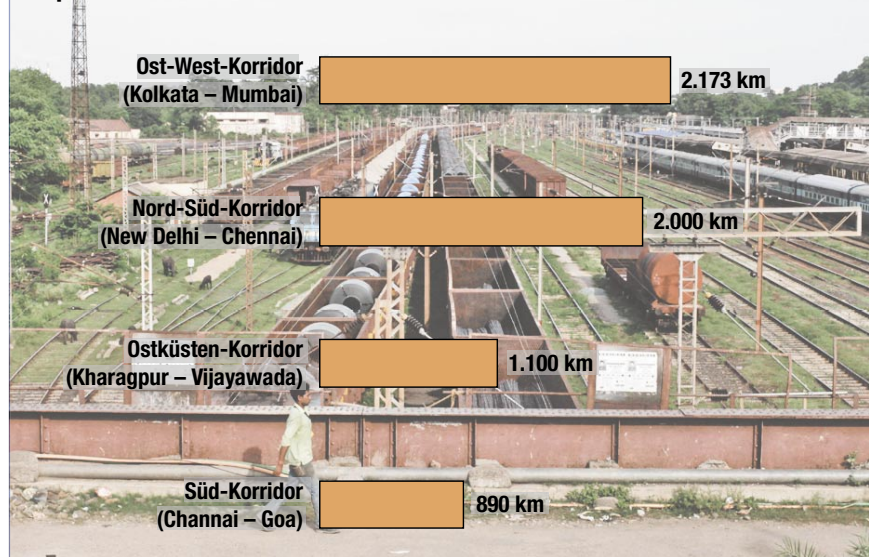 Ost-West-Korridor
(Kolkata – Mumbai)
2.173 km
Nord-Süd-Korridor
(New Delhi – Chennai)
2.000 km
Ostküsten-Korridor
(Kharagpur – Vijayawada)
1.100 km
Süd-Korridor
(Channai – Goa)
890 km